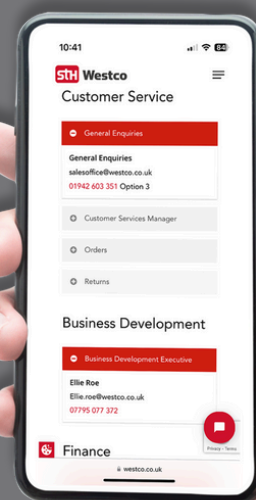 10:41
84
STH Westco
Customer Service
General Enquiries
General Enquiries
salesoffice@westco.co.uk
01942 603 351 Option 3
Customer Services Manager
Orders
Returns
Business Development
Business Development Executive
Ellie Roe
Ellie.roe@westco.co.uk
07795 077 372
Privacy - Terms
Finance
westco.co.uk